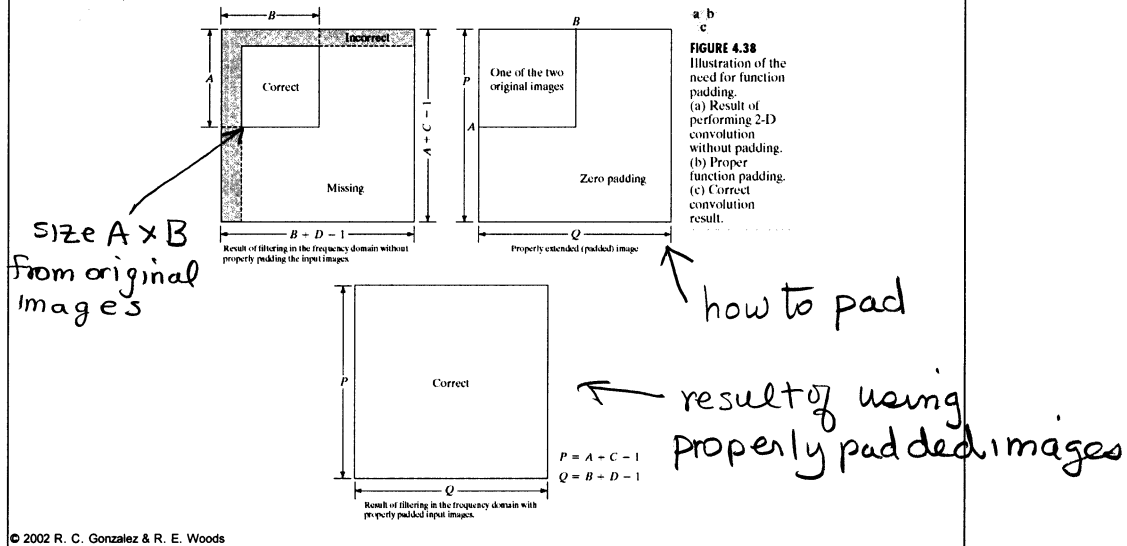 B
Incorrect
A
Correct
A + C − 1
Missing
B + D − 1
Result of filtering in the frequency domain without
properly padding the input images.
B
One of the two
original images
P
A
Zero padding
Q
Properly extended (padded) image
a b
c
FIGURE 4.38
Illustration of the
need for function
padding.
(a) Result of
performing 2-D
convolution
without padding.
(b) Proper
function padding.
(c) Correct
convolution
result.
size A x B
from original
images
how to pad
P
Correct
Q
P = A + C − 1
Q = B + D − 1
Result of filtering in the frequency domain with
properly padded input images.
result of using
properly padded images
© 2002 R. C. Gonzalez & R. E. Woods